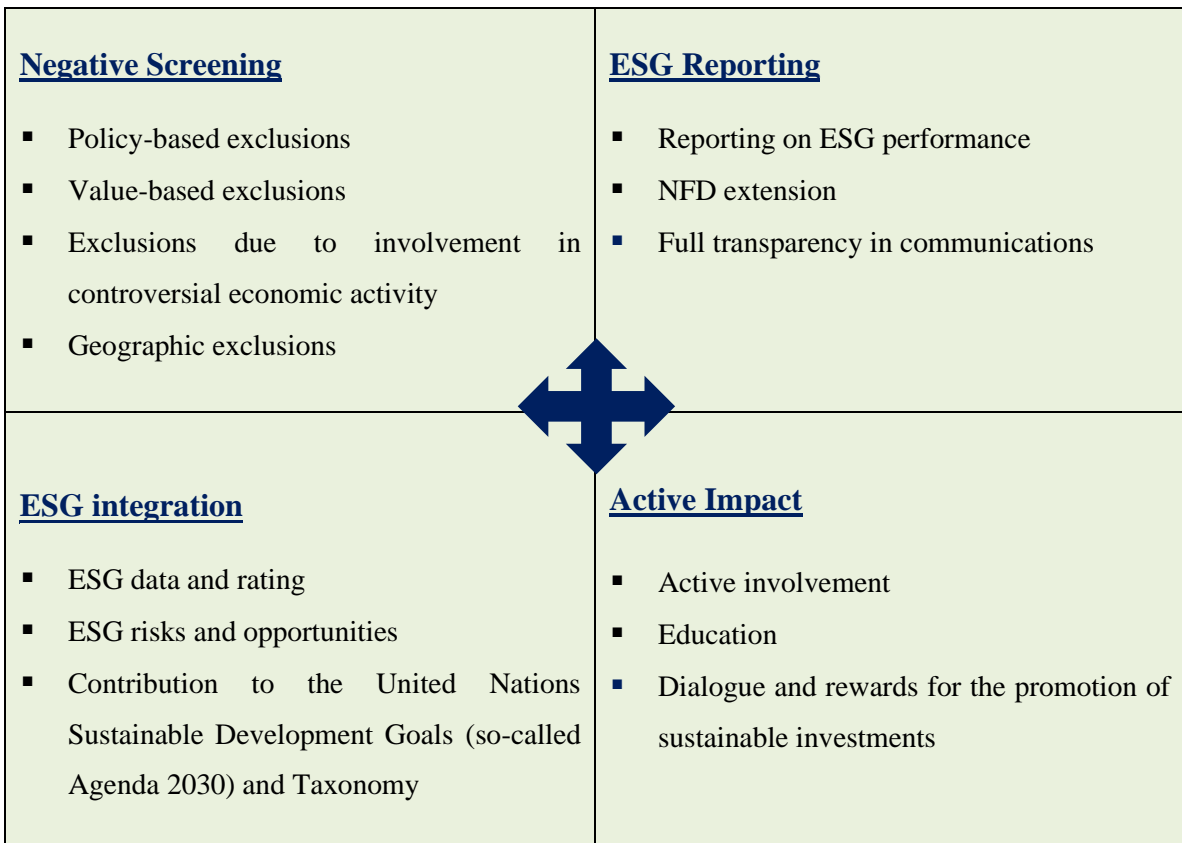 Negative Screening
▪ Policy-based exclusions
▪ Value-based exclusions
▪ Exclusions due to involvement in
controversial economic activity
▪ Geographic exclusions
ESG Reporting
▪ Reporting on ESG performance
▪ NFD extension
▪ Full transparency in communications
ESG integration
▪ ESG data and rating
▪ ESG risks and opportunities
▪ Contribution to the United Nations
Sustainable Development Goals (so-called
Agenda 2030) and Taxonomy
Active Impact
▪ Active involvement
▪ Education
▪ Dialogue and rewards for the promotion of
sustainable investments